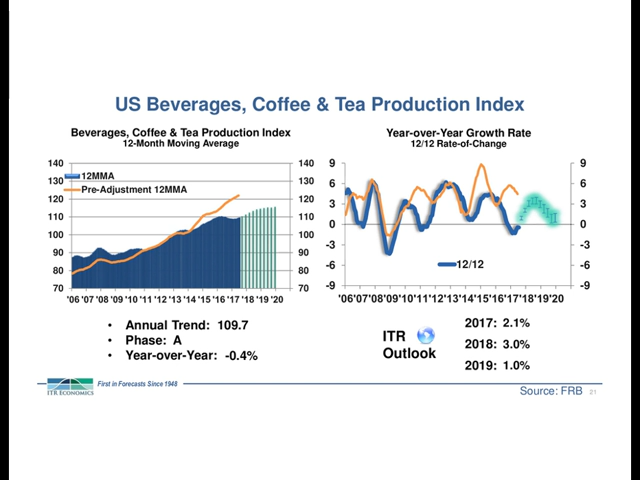 US Beverages, Coffee & Tea Production Index
Beverages, Coffee & Tea Production Index
12-Month Moving Average
140 140
130 130
120 120
110 110
100 100
90 90
80 80
70 70
12MMA
Pre-Adjustment 12MMA
'06 '07 '08 '09 '10 '11 '12 '13 '14 '15 '16 '17 '18 '19 '20
Year-over-Year Growth Rate
12/12 Rate-of-Change
9 9
6 6
3 3
0 0
-3 -3
-6 -6
-9 -9
12/12
'06'07'08'09'10'11'12'13'14'15'16'17'18'19'20
• Annual Trend: 109.7
• Phase: A
• Year-over-Year: -0.4%
ITR
Outlook
2017: 2.1%
2018: 3.0%
2019: 1.0%
First in Forecasts Since 1948
ITR ECONOMICS
Source: FRB
21